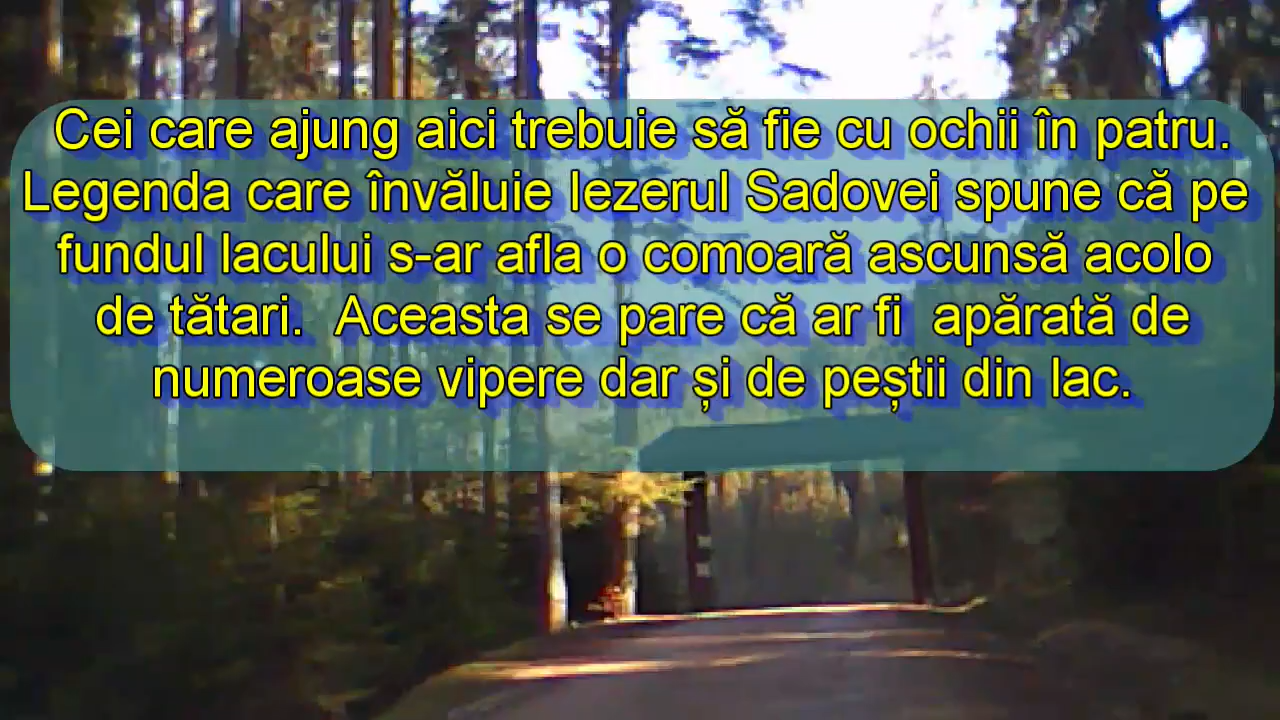 Cei care ajung aici trebuie să fie cu ochii în patru.
Legenda care învăluie Iezerul Sadovei spune că pe
fundul lacului s-ar afla o comoară ascunsă acolo
de tătari.  Aceasta se pare că ar fi  apărată de
numeroase vipere dar și de peștii din lac.